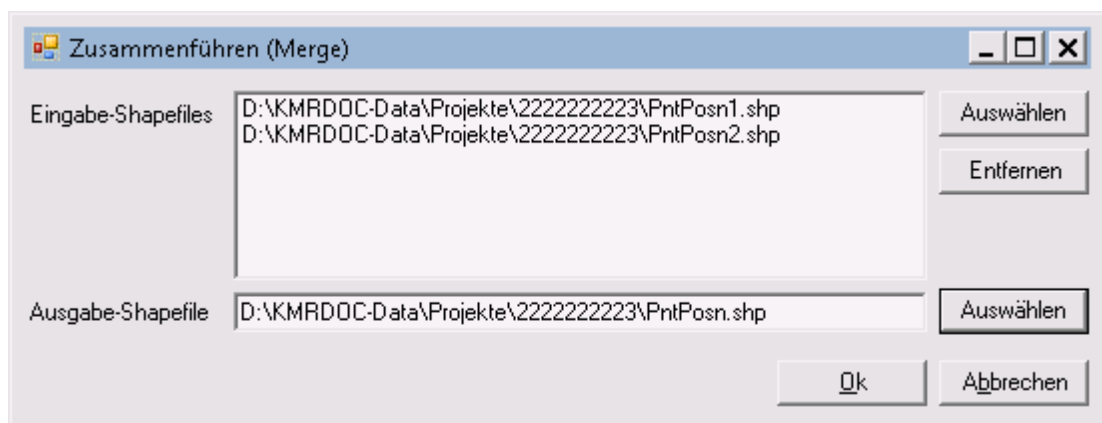 Zusammenführen (Merge)
Eingabe-Shapefiles
D:\KMRDOC-Data\Projekte\2222222223\PntPosn1.shp
D:\KMRDOC-Data\Projekte\2222222223\PntPosn2.shp
Auswählen
Entfernen
Ausgabe-Shapefile
D:\KMRDOC-Data\Projekte\2222222223\PntPosn.shp
Auswählen
Ok
Abbrechen